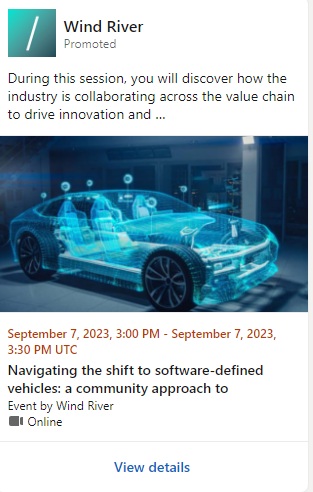 Wind River
Promoted
During this session, you will discover how the
industry is collaborating across the value chain
to drive innovation and ...
September 7, 2023, 3:00 PM - September 7, 2023,
3:30 PM UTC
Navigating the shift to software-defined
vehicles: a community approach to
Event by Wind River
Online
View details